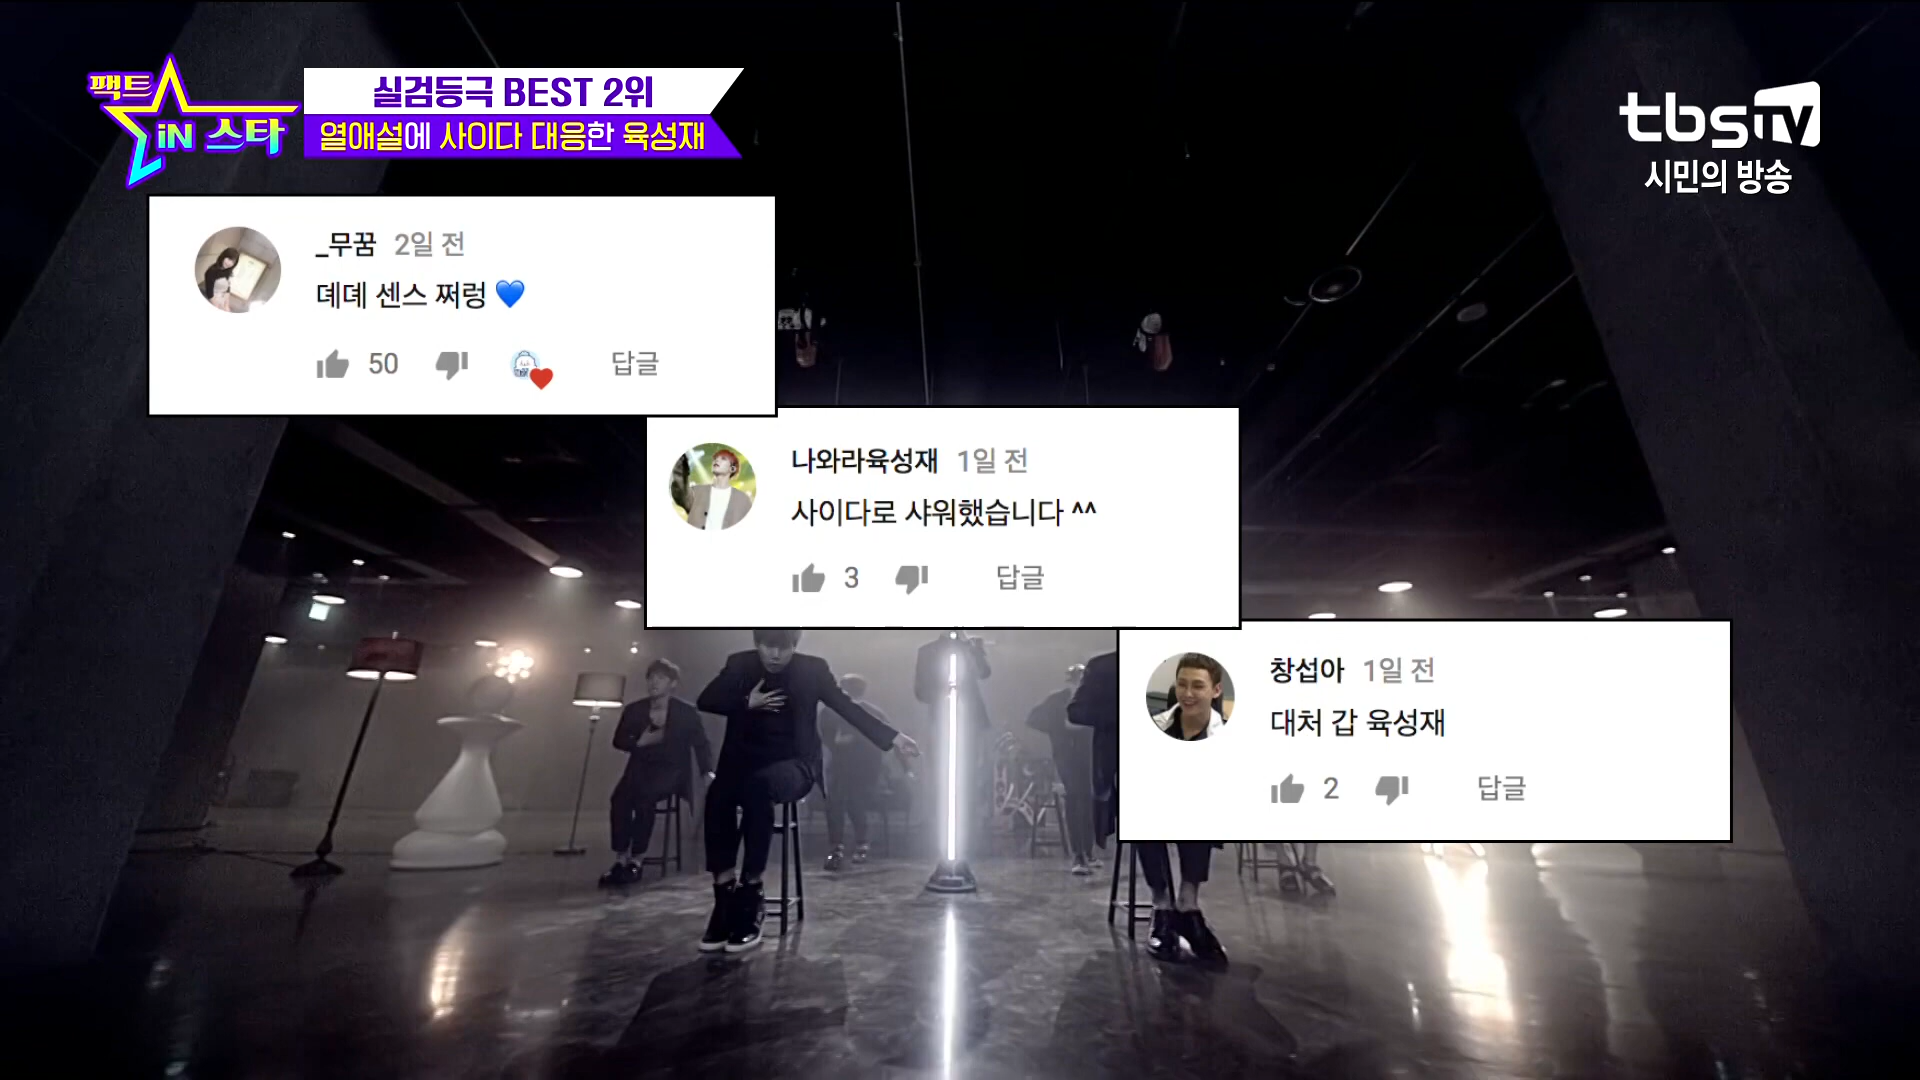 팩트
iN 스타
실검등극 BEST 2위
열애설에 사이다 대응한 육성재
tbs TV
시민의 방송
_무꿈 2일 전
뎨뎨 센스 쩌렁 💙
50 답글
나와라육성재 1일 전
사이다로 샤워했습니다 ^^
3 답글
창섭아 1일 전
대처 갑 육성재
2 답글